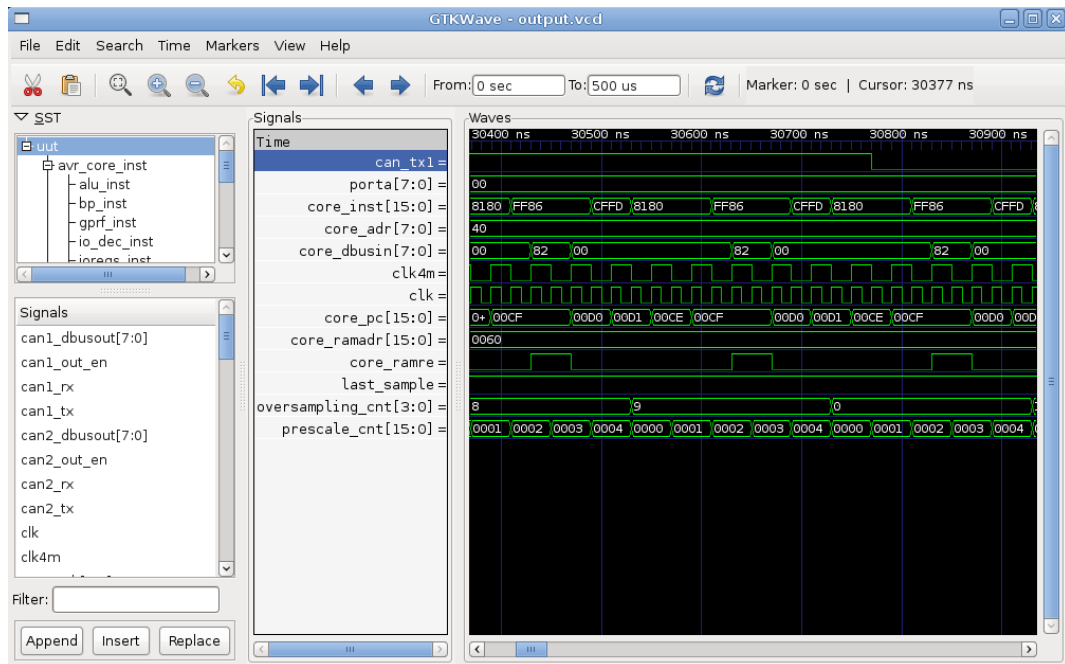 GTKWave - output.vcd
File Edit Search Time Markers View Help
From: 0 sec To: 500 us Marker: 0 sec | Cursor: 30377 ns
SST
uut
avr_core_inst
alu_inst
bp_inst
gprf_inst
io_dec_inst
ioregs_inst
Signals
can1_dbusout[7:0]
can1_out_en
can1_rx
can1_tx
can2_dbusout[7:0]
can2_out_en
can2_rx
can2_tx
clk
clk4m
Filter:
Append Insert Replace
Signals
Time
can_tx1=
porta[7:0]=
core_inst[15:0]=
core_adr[7:0]=
core_dbusin[7:0]=
clk4m=
clk=
core_pc[15:0]=
core_ramadr[15:0]=
core_ramre=
last_sample=
oversampling_cnt[3:0]=
prescale_cnt[15:0]=
Waves
30400 ns 30500 ns 30600 ns 30700 ns 30800 ns 30900 ns
00
8180 FF86 CFFD 8180 FF86 CFFD 8180 FF86 CFFD
40
00 82 00 82 00 82 00
0+ 00CF 00D0 00D1 00CE 00CF 00D0 00D1 00CE 00CF 00D0 00D
0060
8 9 0
0001 0002 0003 0004 0000 0001 0002 0003 0004 0000 0001 0002 0003 0004